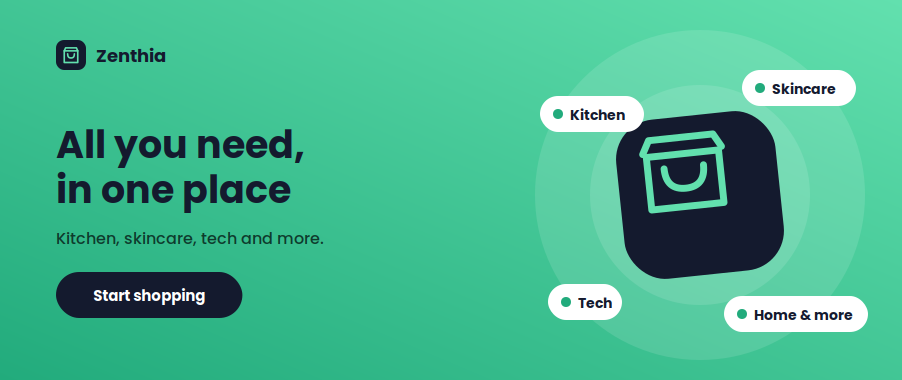 Zenthia
All you need,
in one place
Kitchen, skincare, tech and more.
Start shopping
Kitchen
Skincare
Tech
Home & more